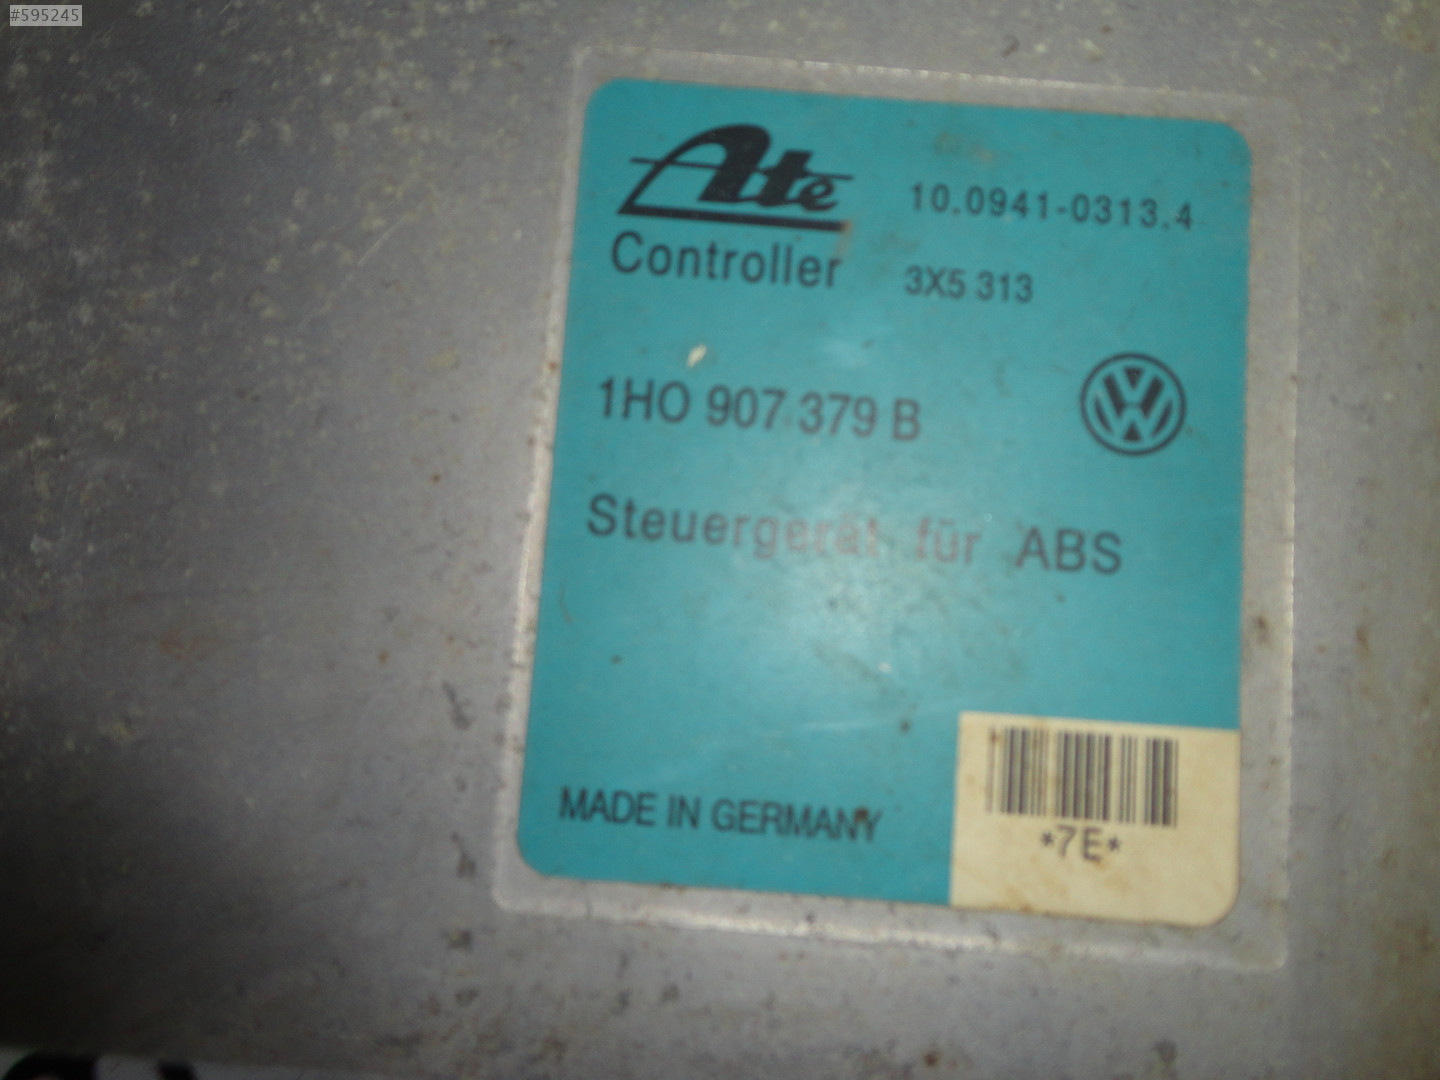 #595245
Ate
10.0941-0313.4
Controller
3X5 313
1HO 907 379 B
Steuergerät für ABS
MADE IN GERMANY
*7E*